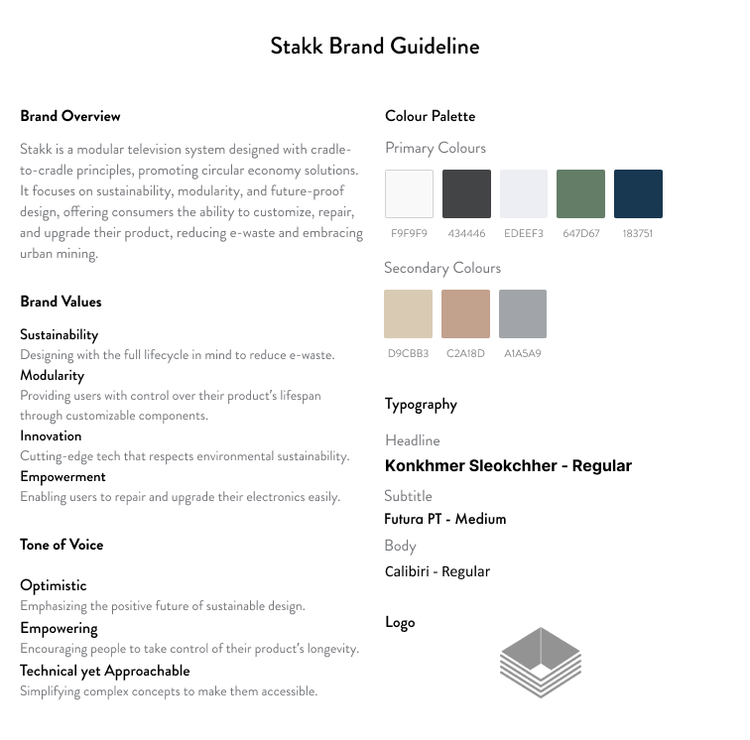 Stakk Brand Guideline
Brand Overview
Stakk is a modular television system designed with cradle-
to-cradle principles, promoting circular economy solutions.
It focuses on sustainability, modularity, and future-proof
design, offering consumers the ability to customize, repair,
and upgrade their product, reducing e-waste and embracing
urban mining.
Brand Values
Sustainability
Designing with the full lifecycle in mind to reduce e-waste.
Modularity
Providing users with control over their product's lifespan
through customizable components.
Innovation
Cutting-edge tech that respects environmental sustainability.
Empowerment
Enabling users to repair and upgrade their electronics easily.
Tone of Voice
Optimistic
Emphasizing the positive future of sustainable design.
Empowering
Encouraging people to take control of their product's longevity.
Technical yet Approachable
Simplifying complex concepts to make them accessible.
Colour Palette
Primary Colours
F9F9F9 434446 EDEEF3 647D67 183751
Secondary Colours
D9CBB3 C2A18D A1A5A9
Typography
Headline
Konkhmer Sleokchher - Regular
Subtitle
Futura PT - Medium
Body
Calibiri - Regular
Logo